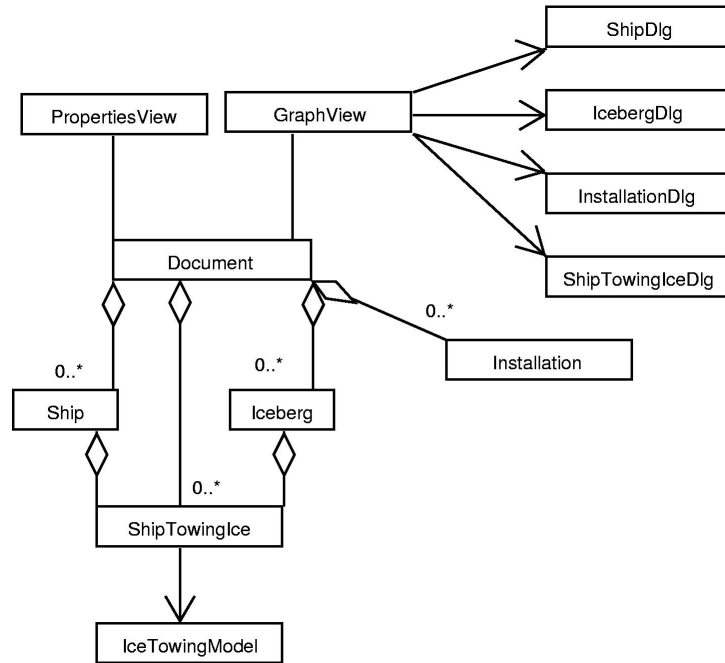 ShipDlg
PropertiesView
GraphView
IcebergDlg
InstallationDlg
Document
ShipTowingIceDlg
0..*
0..*
0..*
Installation
Ship
Iceberg
0..*
ShipTowingIce
IceTowingModel